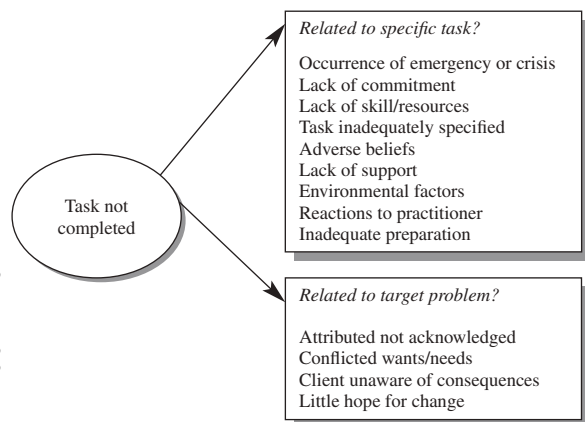 Task not
completed
Related to specific task?
Occurrence of emergency or crisis
Lack of commitment
Lack of skill/resources
Task inadequately specified
Adverse beliefs
Lack of support
Environmental factors
Reactions to practitioner
Inadequate preparation
Related to target problem?
Attributed not acknowledged
Conflicted wants/needs
Client unaware of consequences
Little hope for change